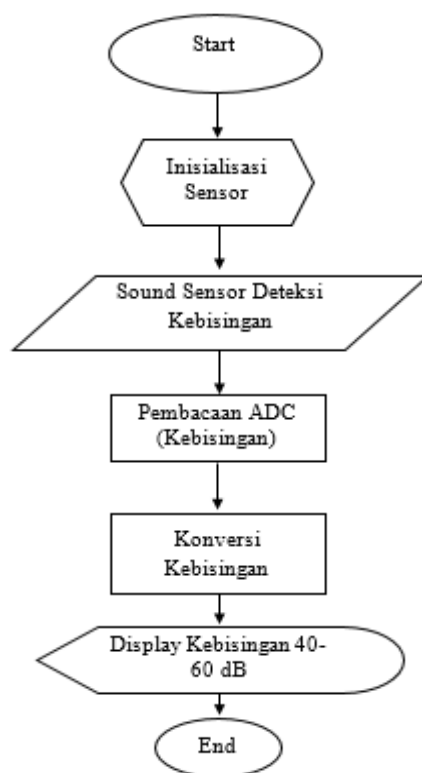 Start
Inisialisasi
Sensor
Sound Sensor Deteksi
Kebisingan
Pembacaan ADC
(Kebisingan)
Konversi
Kebisingan
Display Kebisingan 40-
60 dB
End